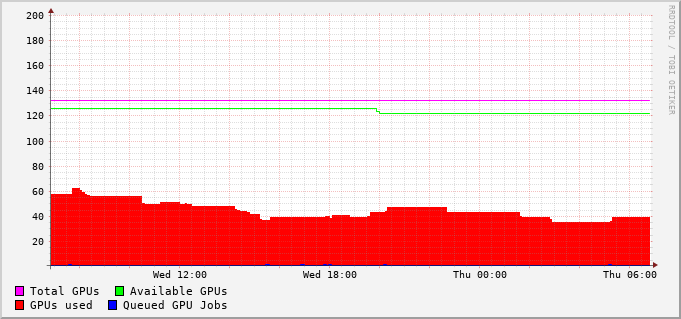 200
180
160
140
120
100
80
60
40
20
Wed 12:00 Wed 18:00 Thu 00:00 Thu 06:00
Total GPUs Available GPUs
GPUs used Queued GPU Jobs
RRDTOOL / TOBI OETIKER